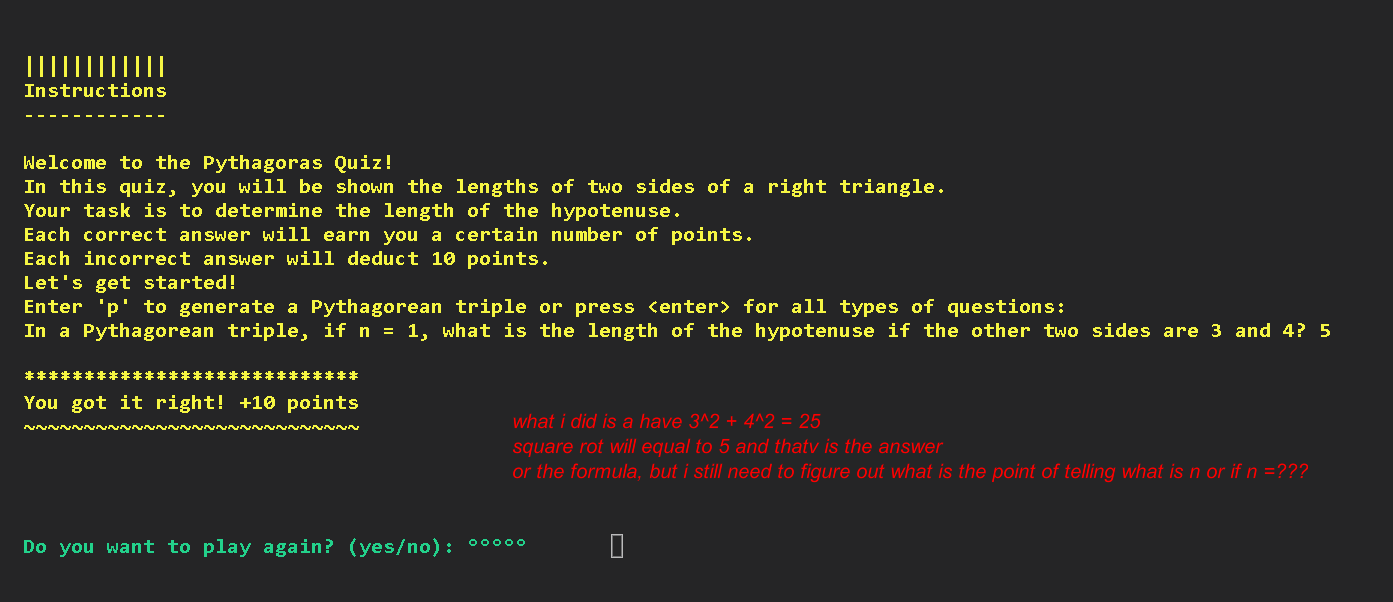 ||||||||||||
Instructions
------------
Welcome to the Pythagoras Quiz!
In this quiz, you will be shown the lengths of two sides of a right triangle.
Your task is to determine the length of the hypotenuse.
Each correct answer will earn you a certain number of points.
Each incorrect answer will deduct 10 points.
Let's get started!
Enter 'p' to generate a Pythagorean triple or press <enter> for all types of questions:
In a Pythagorean triple, if n = 1, what is the length of the hypotenuse if the other two sides are 3 and 4? 5
****************************
You got it right! +10 points
~~~~~~~~~~~~~~~~~~~~~~~~~~~~
what i did is a have 3^2 + 4^2 = 25
square rot will equal to 5 and thatv is the answer
or the formula, but i still need to figure out what is the point of telling what is n or if n =???
Do you want to play again? (yes/no): °°°°°